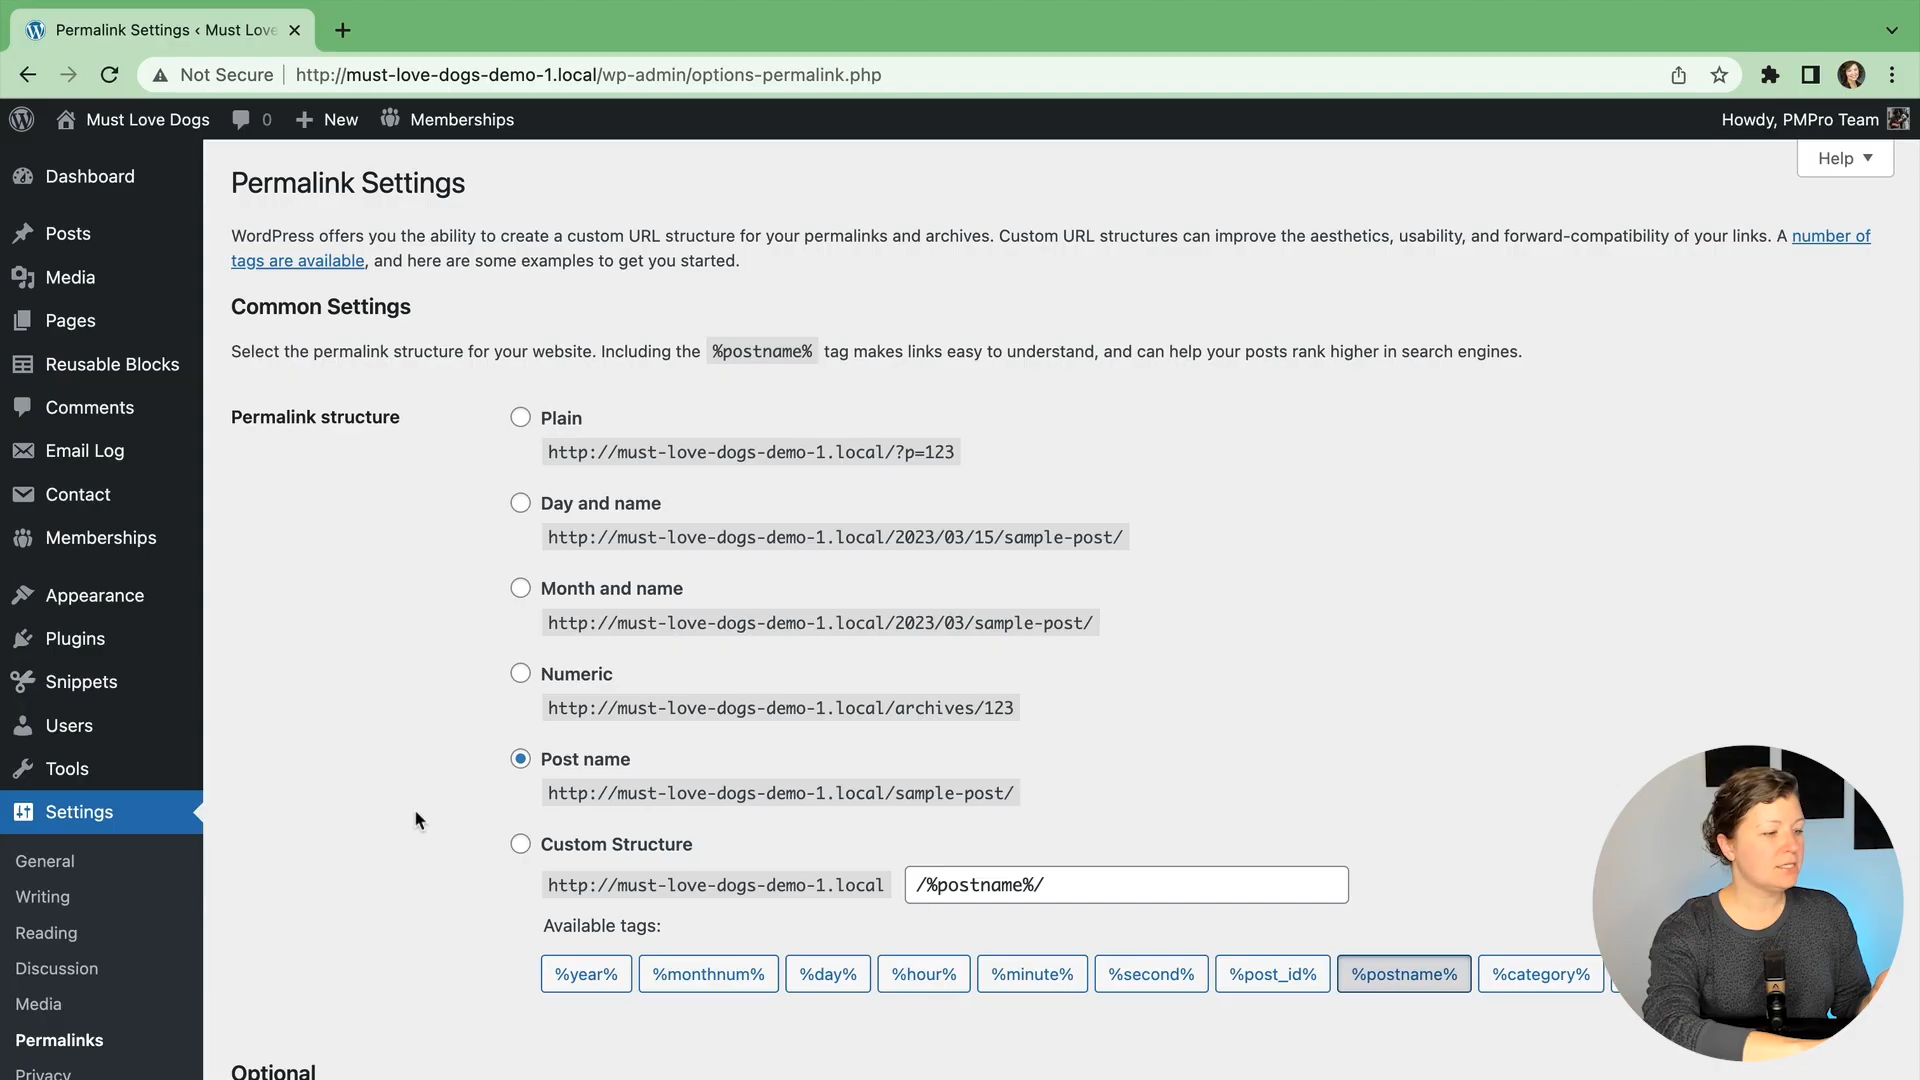 Permalink Settings ‹ Must Love
Not Secure
http://must-love-dogs-demo-1.local/wp-admin/options-permalink.php
Must Love Dogs
0
New
Memberships
Howdy, PMPro Team
Help
Dashboard
Posts
Media
Pages
Reusable Blocks
Comments
Email Log
Contact
Memberships
Appearance
Plugins
Snippets
Users
Tools
Settings
General
Writing
Reading
Discussion
Media
Permalinks
Privacy
Permalink Settings
WordPress offers you the ability to create a custom URL structure for your permalinks and archives. Custom URL structures can improve the aesthetics, usability, and forward-compatibility of your links. A number of
tags are available, and here are some examples to get you started.
Common Settings
Select the permalink structure for your website. Including the %postname% tag makes links easy to understand, and can help your posts rank higher in search engines.
Permalink structure
Plain
http://must-love-dogs-demo-1.local/?p=123
Day and name
http://must-love-dogs-demo-1.local/2023/03/15/sample-post/
Month and name
http://must-love-dogs-demo-1.local/2023/03/sample-post/
Numeric
http://must-love-dogs-demo-1.local/archives/123
Post name
http://must-love-dogs-demo-1.local/sample-post/
Custom Structure
http://must-love-dogs-demo-1.local /%postname%/
Available tags:
%year% %monthnum% %day% %hour% %minute% %second% %post_id% %postname% %category%
Optional